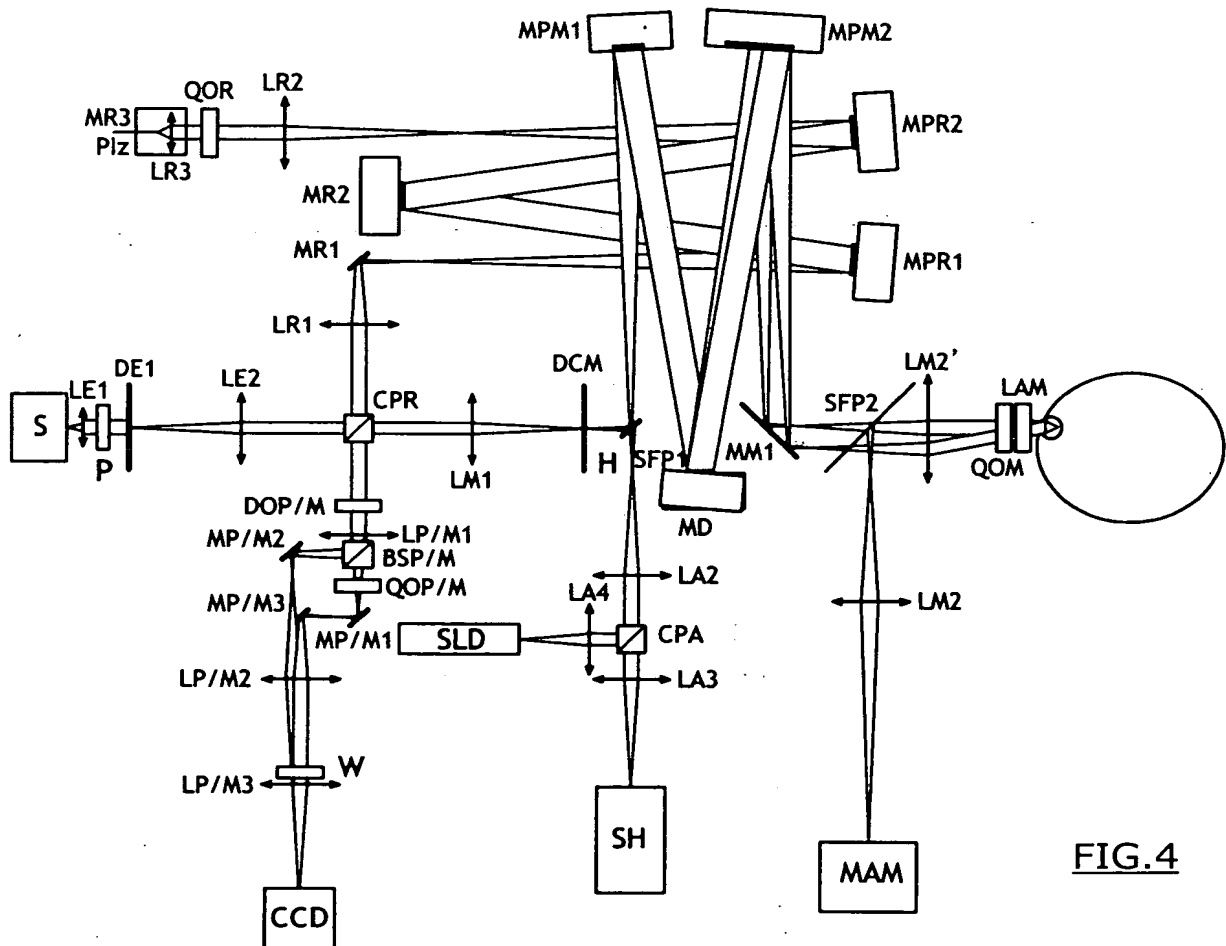 MPM1
MPM2
LR2
QOR
MR3
Plz
LR3
MPR2
MR2
MPR1
MR1
LR1
DE1
LE1
LE2
CPR
DCM
LM2'
LAM
SFP2
S
P
LM1
H
SFP1
MM1
QOM
MD
DOP/M
LP/M1
MP/M2
BSP/M
QOP/M
LA2
LA4
MP/M3
MP/M1
SLD
CPA
LM2
LP/M2
LA3
W
LP/M3
SH
MAM
FIG.4
CCD